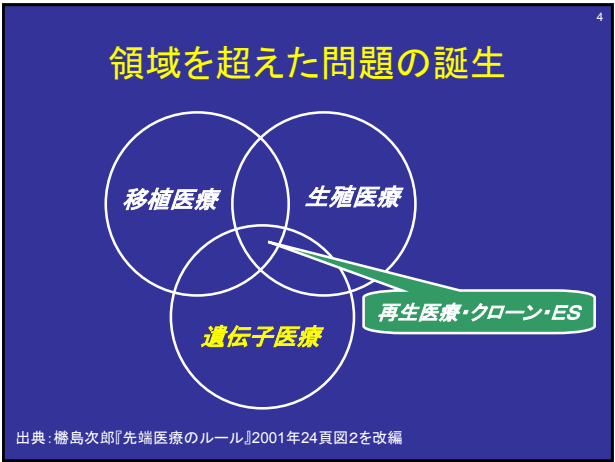 4
領域を超えた問題の誕生
移植医療
生殖医療
再生医療・クローン・ES
遺伝子医療
出典:橳島次郎『先端医療のルール』2001年24頁図2を改編